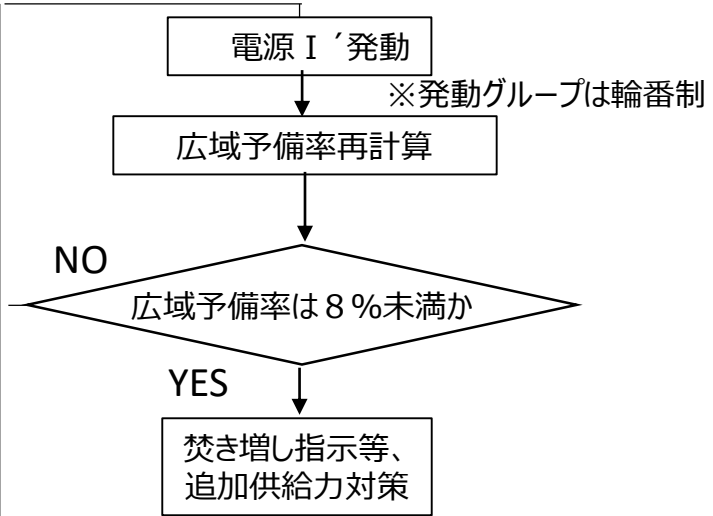 電源Ⅰ´発動
※発動グループは輪番制
広域予備率再計算
NO
広域予備率は８％未満か
YES
焚き増し指示等、
追加供給力対策